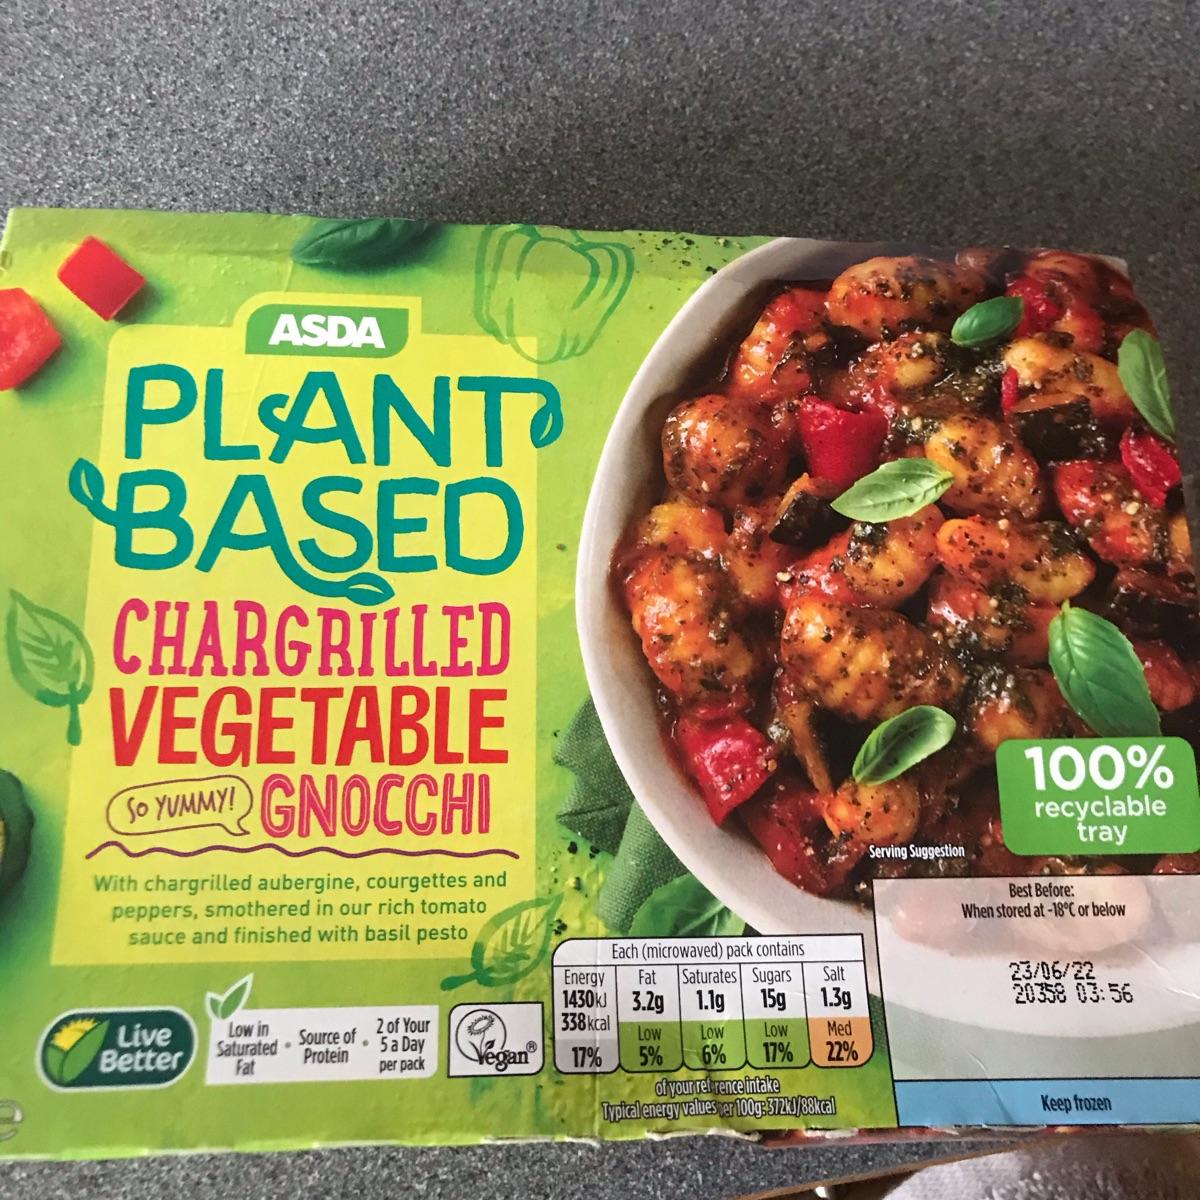 ASDA
PLANT
BASED
CHARGRILLED
VEGETABLE
SO YUMMY! GNOCCHI
With chargrilled aubergine, courgettes and
peppers, smothered in our rich tomato
sauce and finished with basil pesto
Live
Better
Low in
Saturated
Fat
•
Source of
Protein
•
2 of Your
5 a Day
per pack
Vegan®
Each (microwaved) pack contains
Energy
1430kJ
338kcal
17%
Fat
3.2g
Low
5%
Saturates
1.1g
Low
6%
Sugars
15g
Low
17%
Salt
1.3g
Med
22%
of your reference intake
Typical energy values per 100g: 372kJ/88kcal
Serving Suggestion
100%
recyclable
tray
Best Before:
When stored at -18°C or below
23/06/22
20358 03:56
Keep frozen